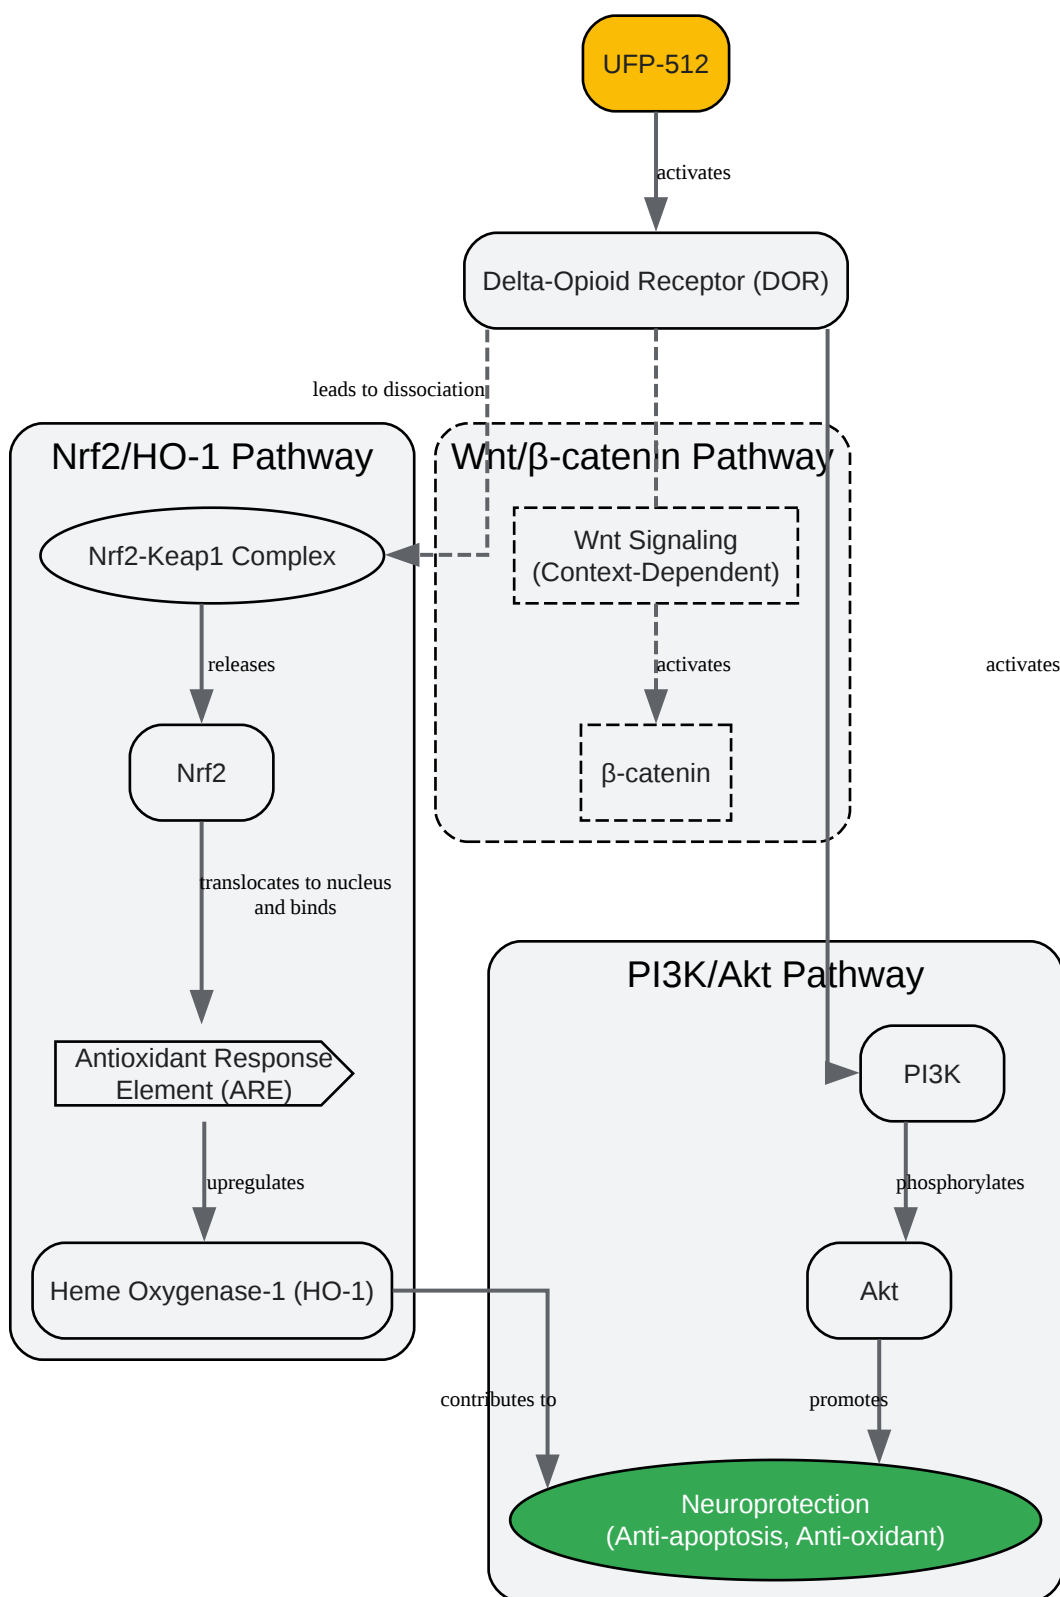 UFP-512
activates
Delta-Opioid Receptor (DOR)
leads to dissociation
Nrf2/HO-1 Pathway
Wnt/β-catenin Pathway
Nrf2-Keap1 Complex
Wnt Signaling
(Context-Dependent)
releases
activates
activates
Nrf2
β-catenin
translocates to nucleus
and binds
PI3K/Akt Pathway
Antioxidant Response
Element (ARE)
PI3K
upregulates
phosphorylates
Heme Oxygenase-1 (HO-1)
Akt
contributes to
promotes
Neuroprotection
(Anti-apoptosis, Anti-oxidant)